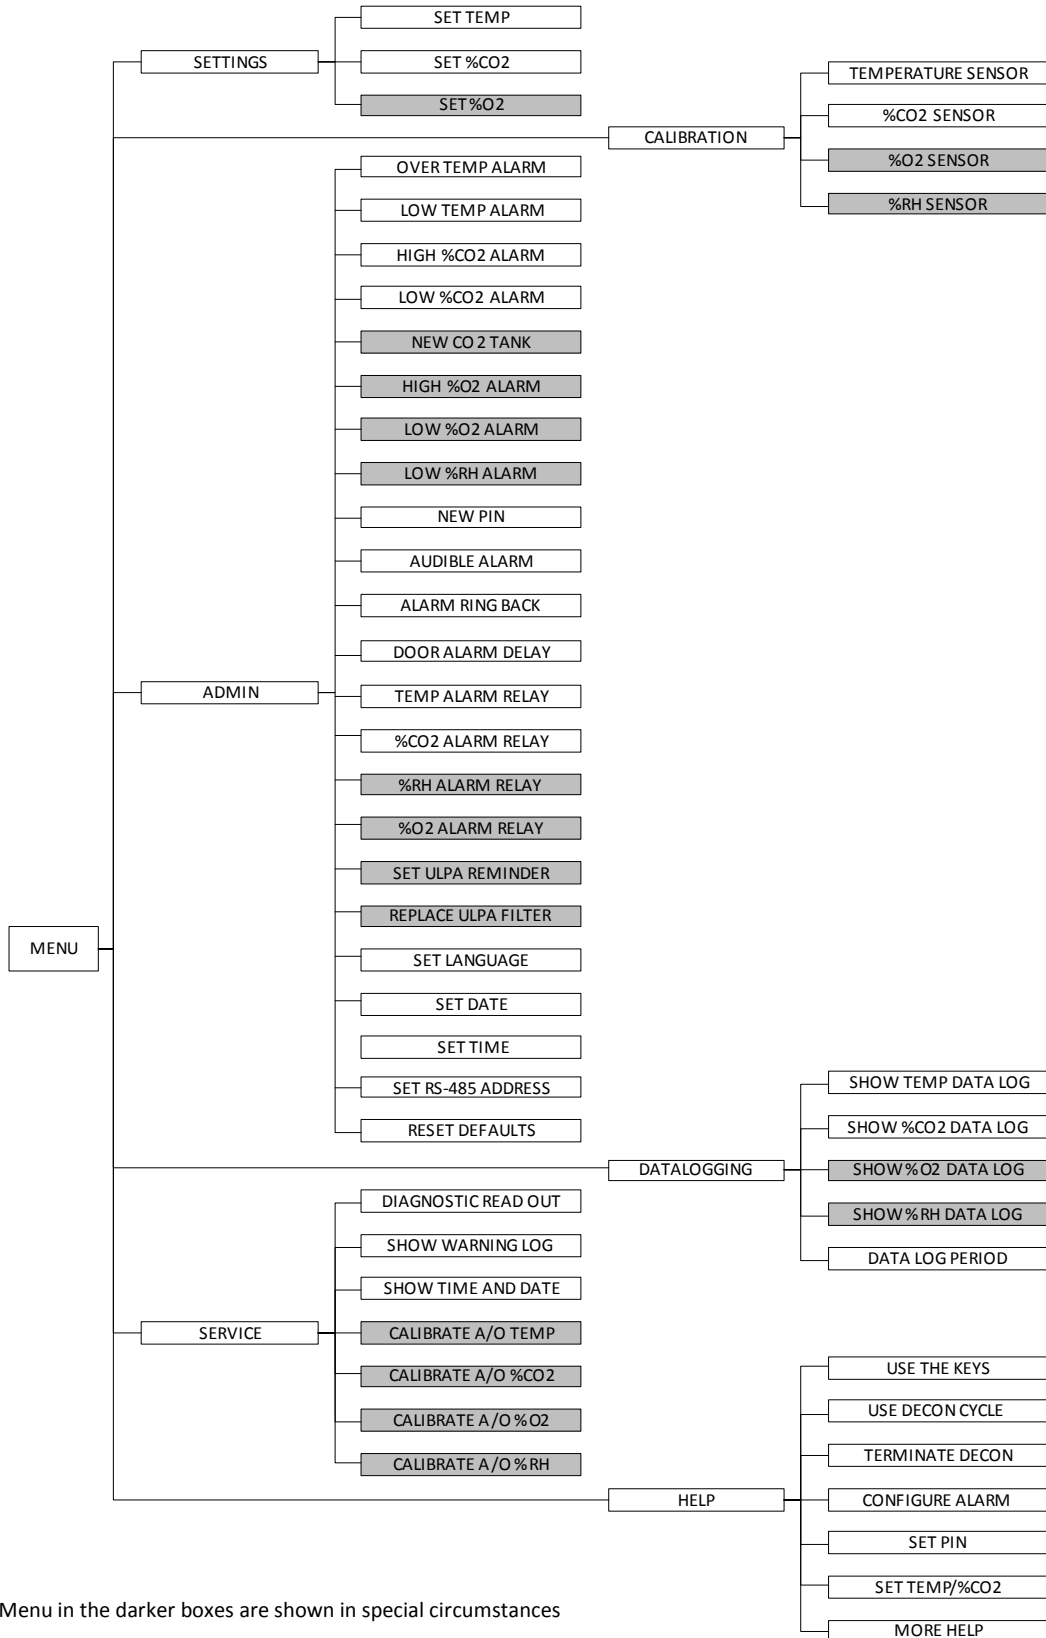 MENU
SETTINGS
SET TEMP
SET %CO2
SET %O2
CALIBRATION
TEMPERATURE SENSOR
%CO2 SENSOR
%O2 SENSOR
%RH SENSOR
ADMIN
OVER TEMP ALARM
LOW TEMP ALARM
HIGH %CO2 ALARM
LOW %CO2 ALARM
NEW CO2 TANK
HIGH %O2 ALARM
LOW %O2 ALARM
LOW %RH ALARM
NEW PIN
AUDIBLE ALARM
ALARM RING BACK
DOOR ALARM DELAY
TEMP ALARM RELAY
%CO2 ALARM RELAY
%RH ALARM RELAY
%O2 ALARM RELAY
SET ULPA REMINDER
REPLACE ULPA FILTER
SET LANGUAGE
SET DATE
SET TIME
SET RS-485 ADDRESS
RESET DEFAULTS
DATALOGGING
SHOW TEMP DATA LOG
SHOW %CO2 DATA LOG
SHOW %O2 DATA LOG
SHOW %RH DATA LOG
DATA LOG PERIOD
SERVICE
DIAGNOSTIC READ OUT
SHOW WARNING LOG
SHOW TIME AND DATE
CALIBRATE A/O TEMP
CALIBRATE A/O %CO2
CALIBRATE A/O %O2
CALIBRATE A/O %RH
HELP
USE THE KEYS
USE DECON CYCLE
TERMINATE DECON
CONFIGURE ALARM
SET PIN
SET TEMP/%CO2
MORE HELP
Menu in the darker boxes are shown in special circumstances